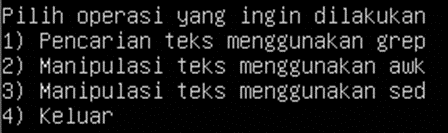 Pilih operasi yang ingin dilakukan
1) Pencarian teks menggunakan grep
2) Manipulasi teks menggunakan awk
3) Manipulasi teks menggunakan sed
4) Keluar